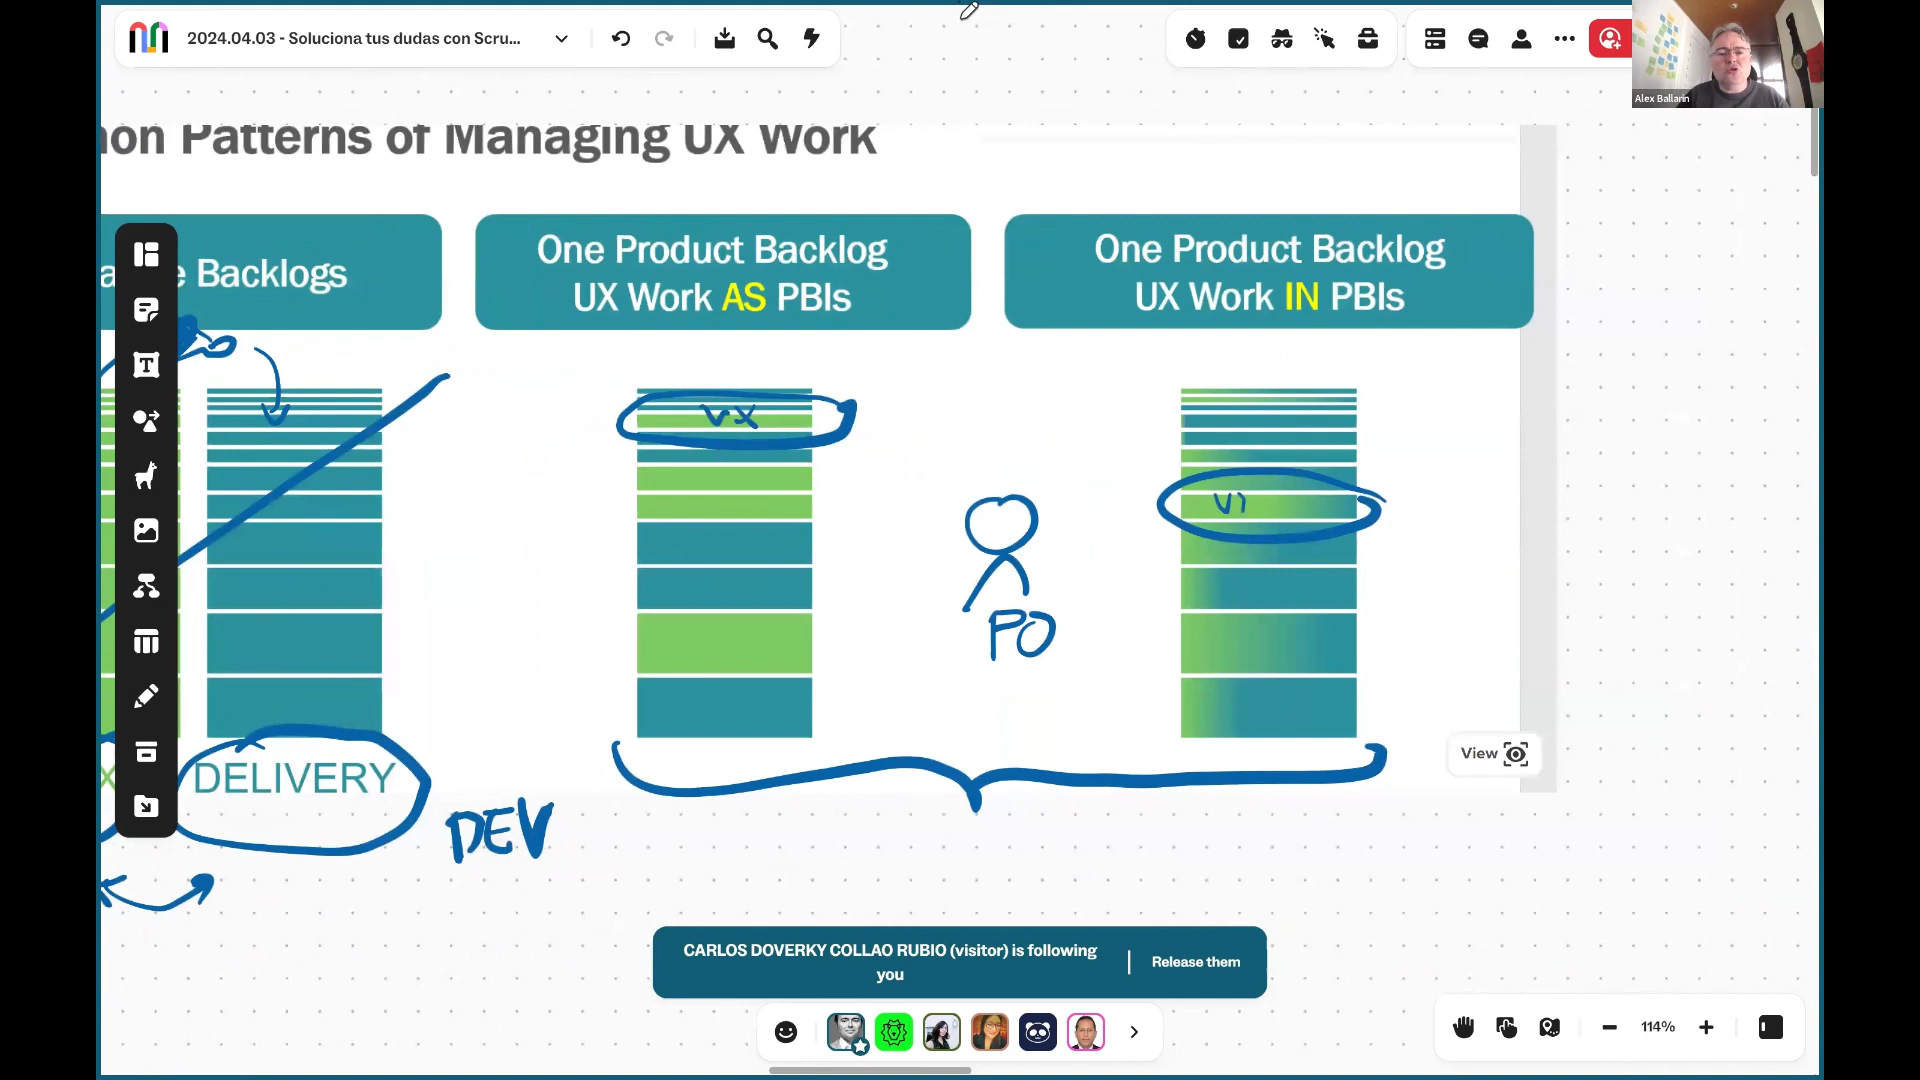 2024.04.03 - Soluciona tus dudas con Scru...
Alex Ballarin
non Patterns of Managing UX Work
Backlogs
One Product Backlog
UX Work AS PBIs
One Product Backlog
UX Work IN PBIs
UX
PO
DELIVERY
DEV
View
CARLOS DOVERKY COLLAO RUBIO (visitor) is following
you
Release them
114%